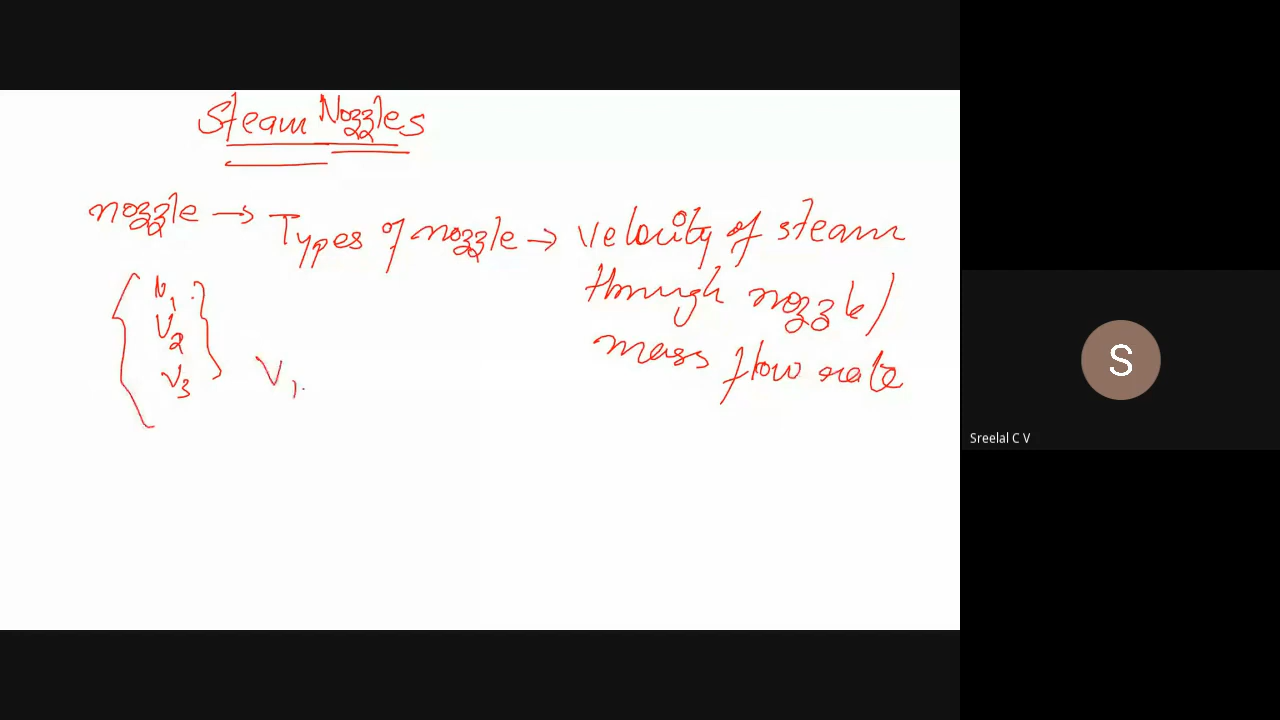 Steam Nozzles
nozzle → Types of nozzle → velocity of steam
through nozzle/
mass flow rate
V1
V2
V3
V1
S
Sreelal C V